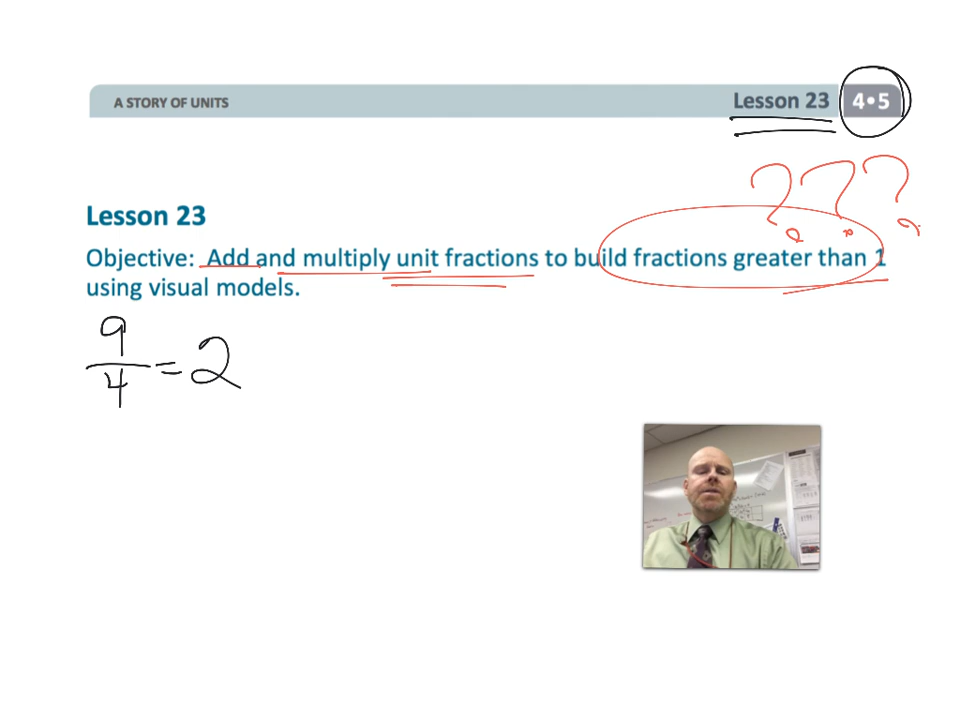 A STORY OF UNITS Lesson 23 4•5
? ? ?
Lesson 23
Objective: Add and multiply unit fractions to build fractions greater than 1
using visual models.
9/4 = 2